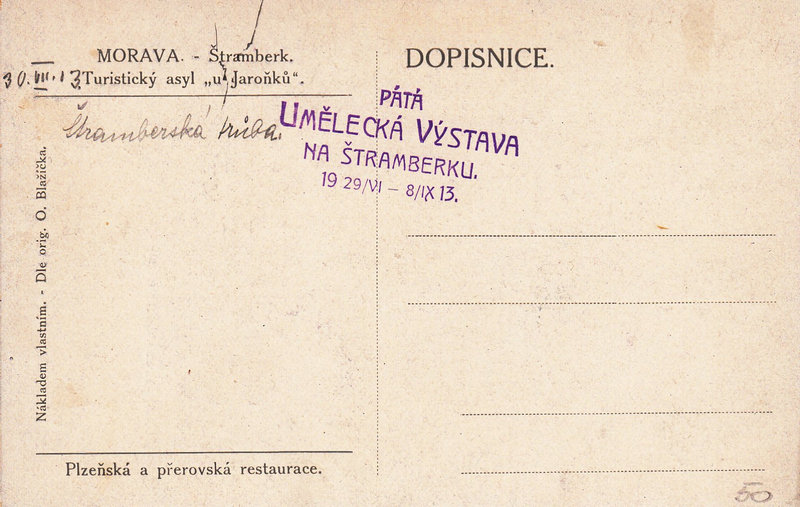 MORAVA. - Štramberk.
30.VII.13.
Turistický asyl „u Jaroňků“.
Štramberská trúba.
DOPISNICE.
PÁTÁ
UMĚLECKÁ VÝSTAVA
NA ŠTRAMBERKU.
19 29/VI – 8/IX 13.
Nákladem vlastním. - Dle orig. O. Blažíčka.
Plzeňská a přerovská restaurace.
50